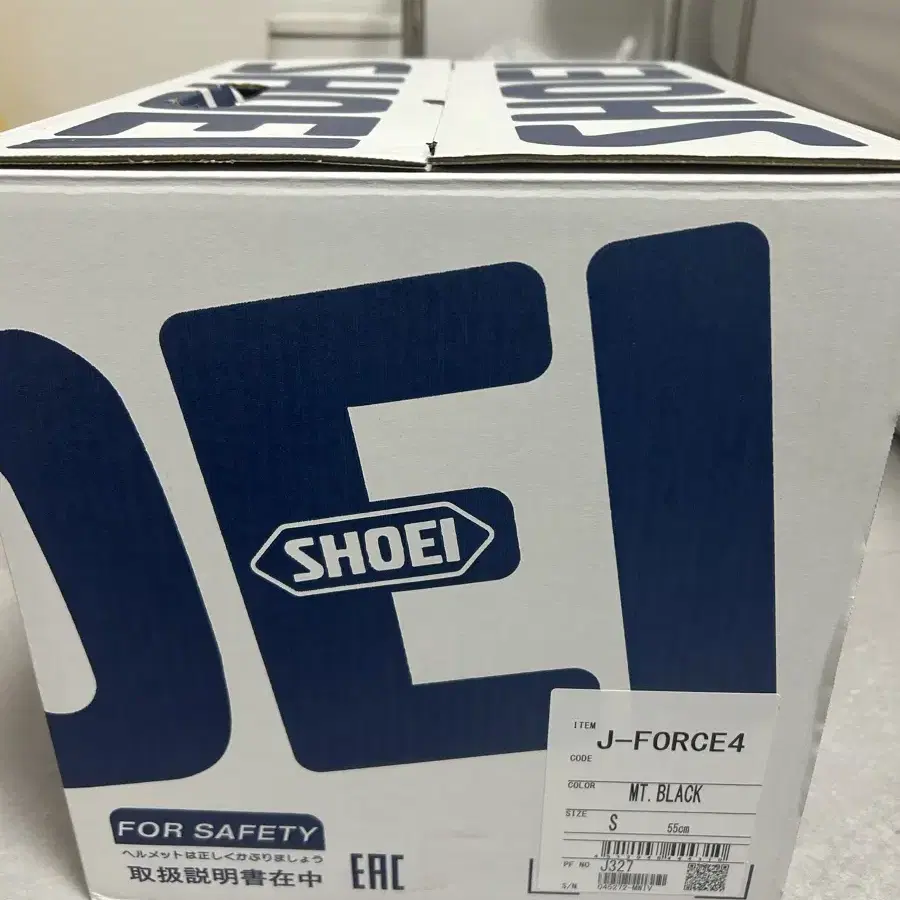 SHOEI
SHOEI
OEI
SHOEI
ITEM
J-FORCE4
CODE
COLOR MT.BLACK
SIZE S 55cm
PF NO J327
S/N
FOR SAFETY
ヘルメットは正しくかぶりましょう
取扱説明書在中
EAC